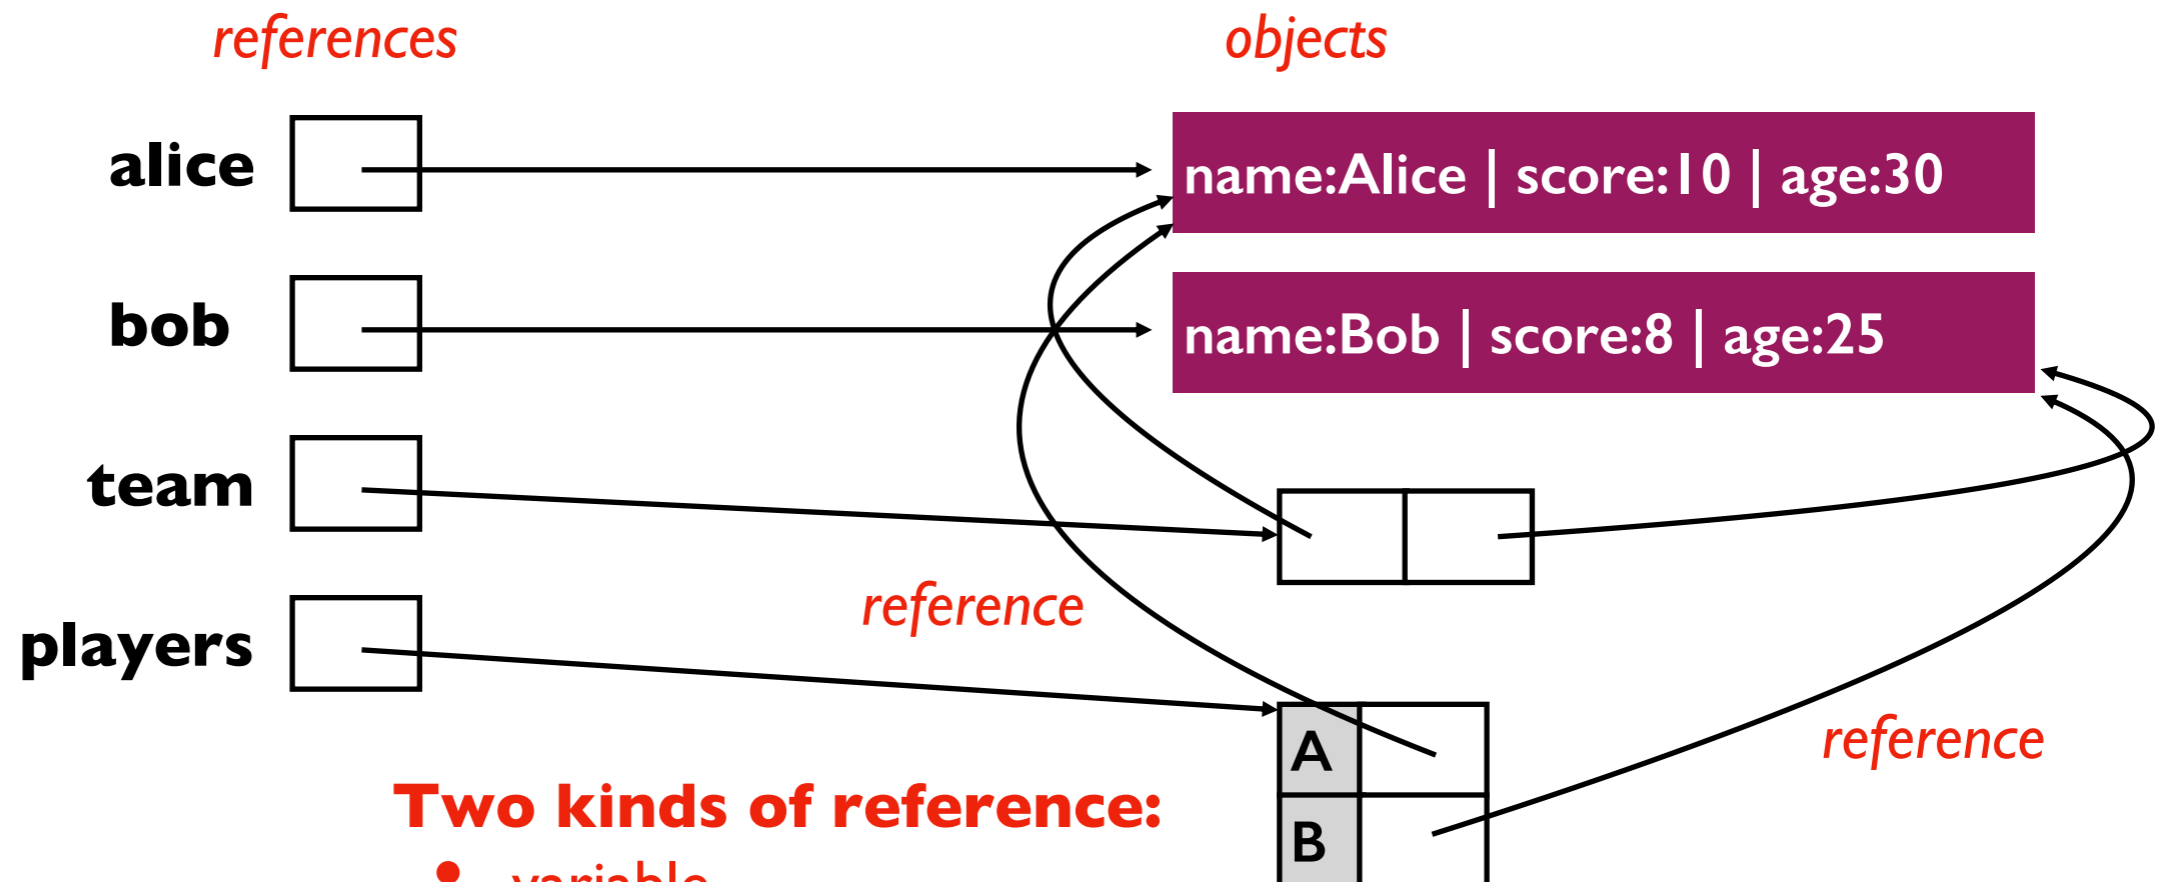 references
objects
alice
name:Alice | score:10 | age:30
bob
name:Bob | score:8 | age:25
team
reference
players
reference
A
Two kinds of reference:
B
• variable